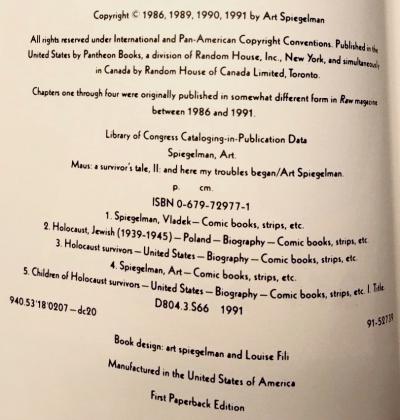 Copyright © 1986, 1989, 1990, 1991 by Art Spiegelman
All rights reserved under International and Pan-American Copyright Conventions. Published in the
United States by Pantheon Books, a division of Random House, Inc., New York, and simultaneously
in Canada by Random House of Canada Limited, Toronto.
Chapters one through four were originally published in somewhat different form in Raw magazine
between 1986 and 1991.
Library of Congress Cataloging-in-Publication Data
Spiegelman, Art.
Maus: a survivor's tale, II: and here my troubles began/Art Spiegelman.
p. cm.
ISBN 0-679-72977-1
1. Spiegelman, Vladek—Comic books, strips, etc.
2. Holocaust, Jewish (1939-1945)—Poland—Biography—Comic books, strips, etc.
3. Holocaust survivors—United States—Biography—Comic books, strips, etc.
4. Spiegelman, Art—Comic books, strips, etc.
5. Children of Holocaust survivors—United States—Biography—Comic books, strips, etc. I. Title.
D804.3.S66 1991
940.53'18'0207—dc20 91-52739
Book design: art spiegelman and Louise Fili
Manufactured in the United States of America
First Paperback Edition